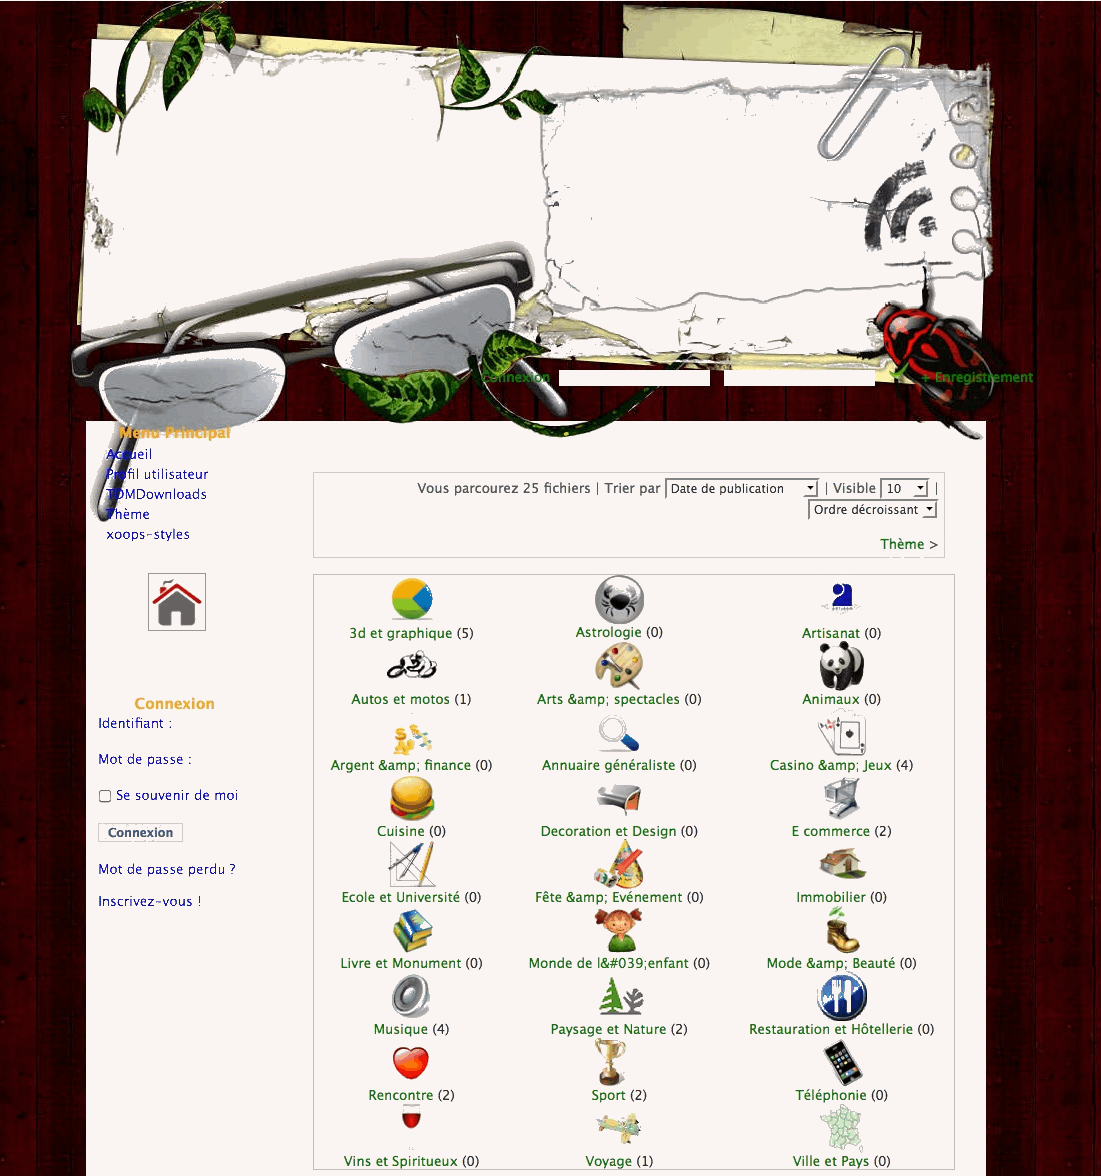 Connexion
+ Enregistrement
Menu Principal
Accueil
Profil utilisateur
TDMDownloads
Thème
xoops-styles
Vous parcourez 25 fichiers | Trier par Date de publication | Visible 10 |
Ordre décroissant
Thème >
3d et graphique (5) Astrologie (0) Artisanat (0)
Autos et motos (1) Arts &amp; spectacles (0) Animaux (0)
Argent &amp; finance (0) Annuaire généraliste (0) Casino &amp; Jeux (4)
Cuisine (0) Decoration et Design (0) E commerce (2)
Ecole et Université (0) Fête &amp; Evénement (0) Immobilier (0)
Livre et Monument (0) Monde de l&#039;enfant (0) Mode &amp; Beauté (0)
Musique (4) Paysage et Nature (2) Restauration et Hôtellerie (0)
Rencontre (2) Sport (2) Téléphonie (0)
Vins et Spiritueux (0) Voyage (1) Ville et Pays (0)
Connexion
Identifiant :
Mot de passe :
Se souvenir de moi
Connexion
Mot de passe perdu ?
Inscrivez-vous !